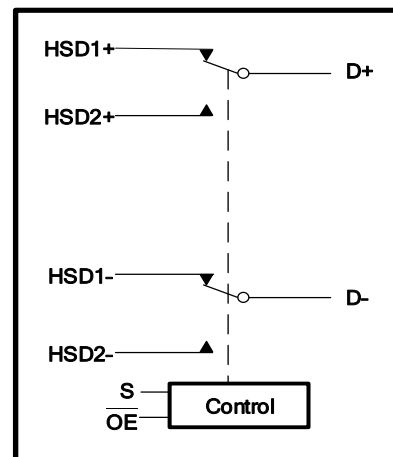 HSD1+
D+
HSD2+
HSD1-
D-
HSD2-
S
OE
Control